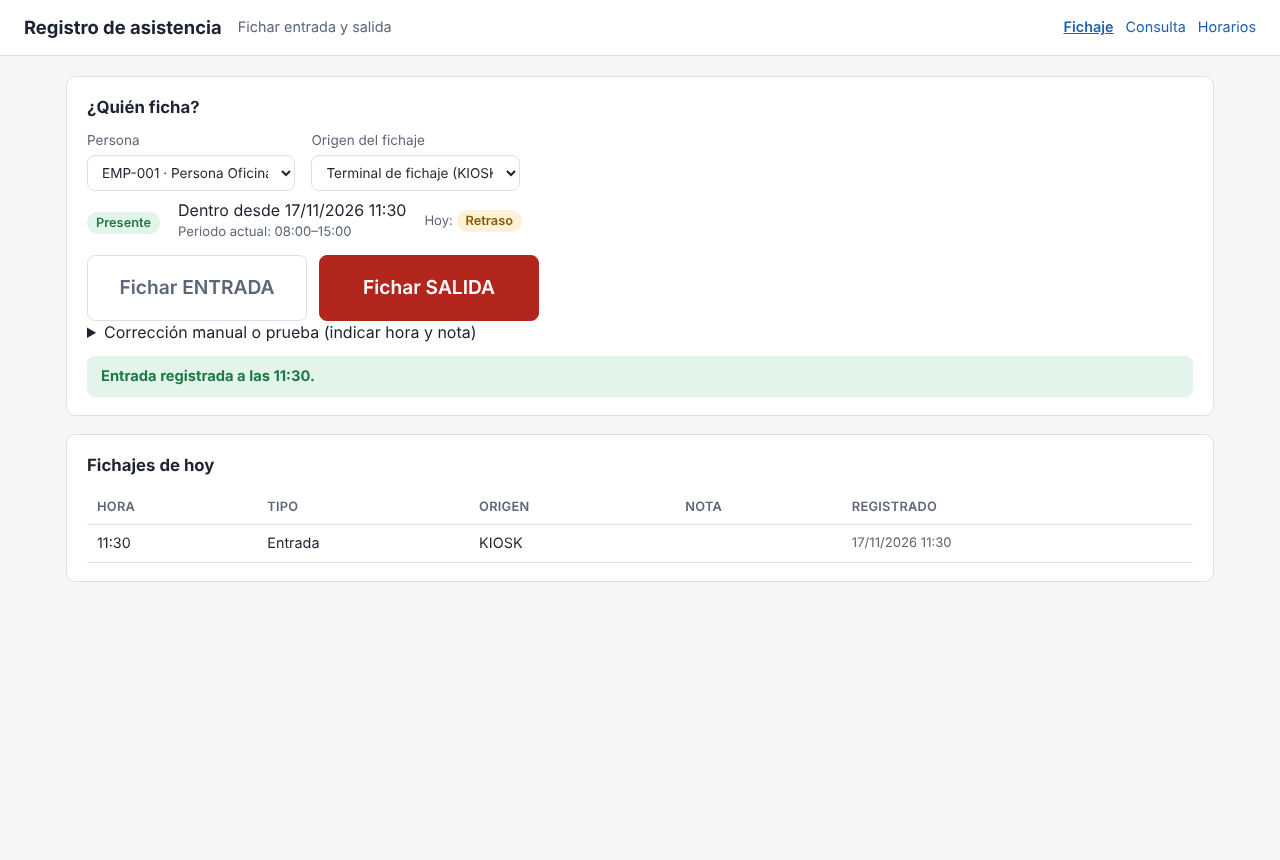 Registro de asistencia Fichar entrada y salida Fichaje Consulta Horarios
¿Quién ficha?
Persona Origen del fichaje
EMP-001 · Persona Terminal de fichaje
Presente Dentro desde 17/11/2026 11:30 Hoy: Retraso
Periodo actual: 08:00–15:00
Fichar ENTRADA Fichar SALIDA
Corrección manual o prueba (indicar hora y nota)
Entrada registrada a las 11:30.
Fichajes de hoy
HORA TIPO ORIGEN NOTA REGISTRADO
11:30 Entrada KIOSK 17/11/2026 11:30